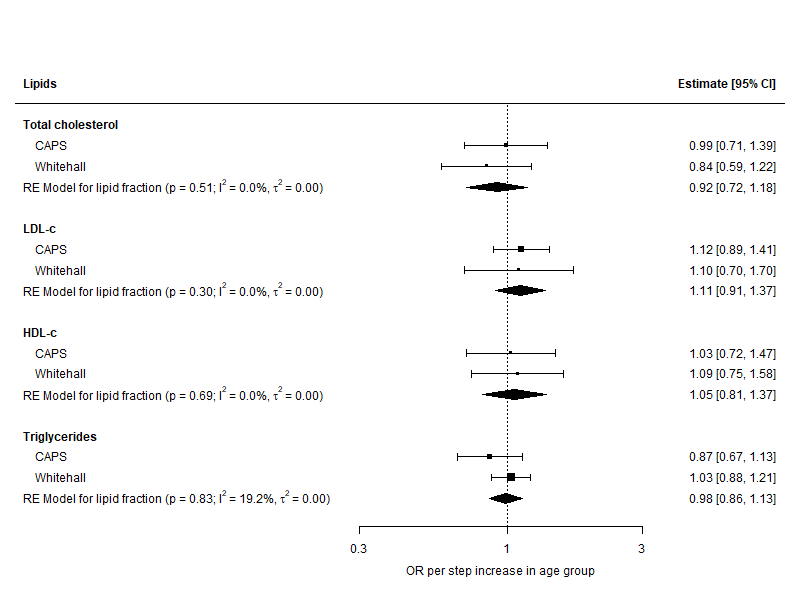 Lipids Estimate [95% CI]
Total cholesterol
CAPS 0.99 [0.71, 1.39]
Whitehall 0.84 [0.59, 1.22]
RE Model for lipid fraction (p = 0.51; I² = 0.0%, τ² = 0.00) 0.92 [0.72, 1.18]
LDL-c
CAPS 1.12 [0.89, 1.41]
Whitehall 1.10 [0.70, 1.70]
RE Model for lipid fraction (p = 0.30; I² = 0.0%, τ² = 0.00) 1.11 [0.91, 1.37]
HDL-c
CAPS 1.03 [0.72, 1.47]
Whitehall 1.09 [0.75, 1.58]
RE Model for lipid fraction (p = 0.69; I² = 0.0%, τ² = 0.00) 1.05 [0.81, 1.37]
Triglycerides
CAPS 0.87 [0.67, 1.13]
Whitehall 1.03 [0.88, 1.21]
RE Model for lipid fraction (p = 0.83; I² = 19.2%, τ² = 0.00) 0.98 [0.86, 1.13]
0.3 1 3
OR per step increase in age group